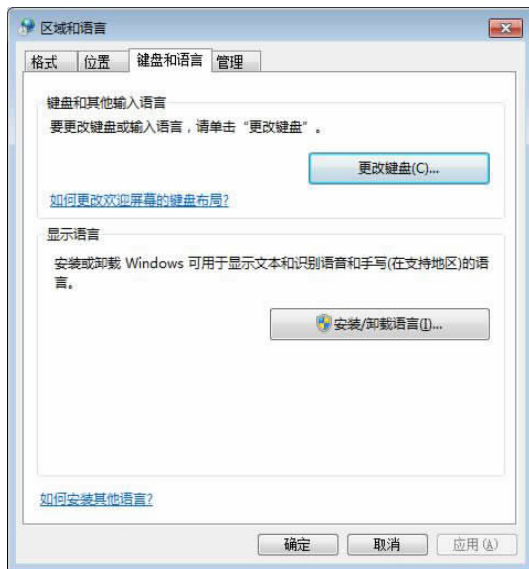 区域和语言
格式 位置 键盘和语言 管理
键盘和其他输入语言
要更改键盘或输入语言，请单击“更改键盘”。
更改键盘(C)...
如何更改欢迎屏幕的键盘布局?
显示语言
安装或卸载 Windows 可用于显示文本和识别语音和手写(在支持地区)的语
言。
安装/卸载语言(I)...
如何安装其他语言?
确定 取消 应用(A)